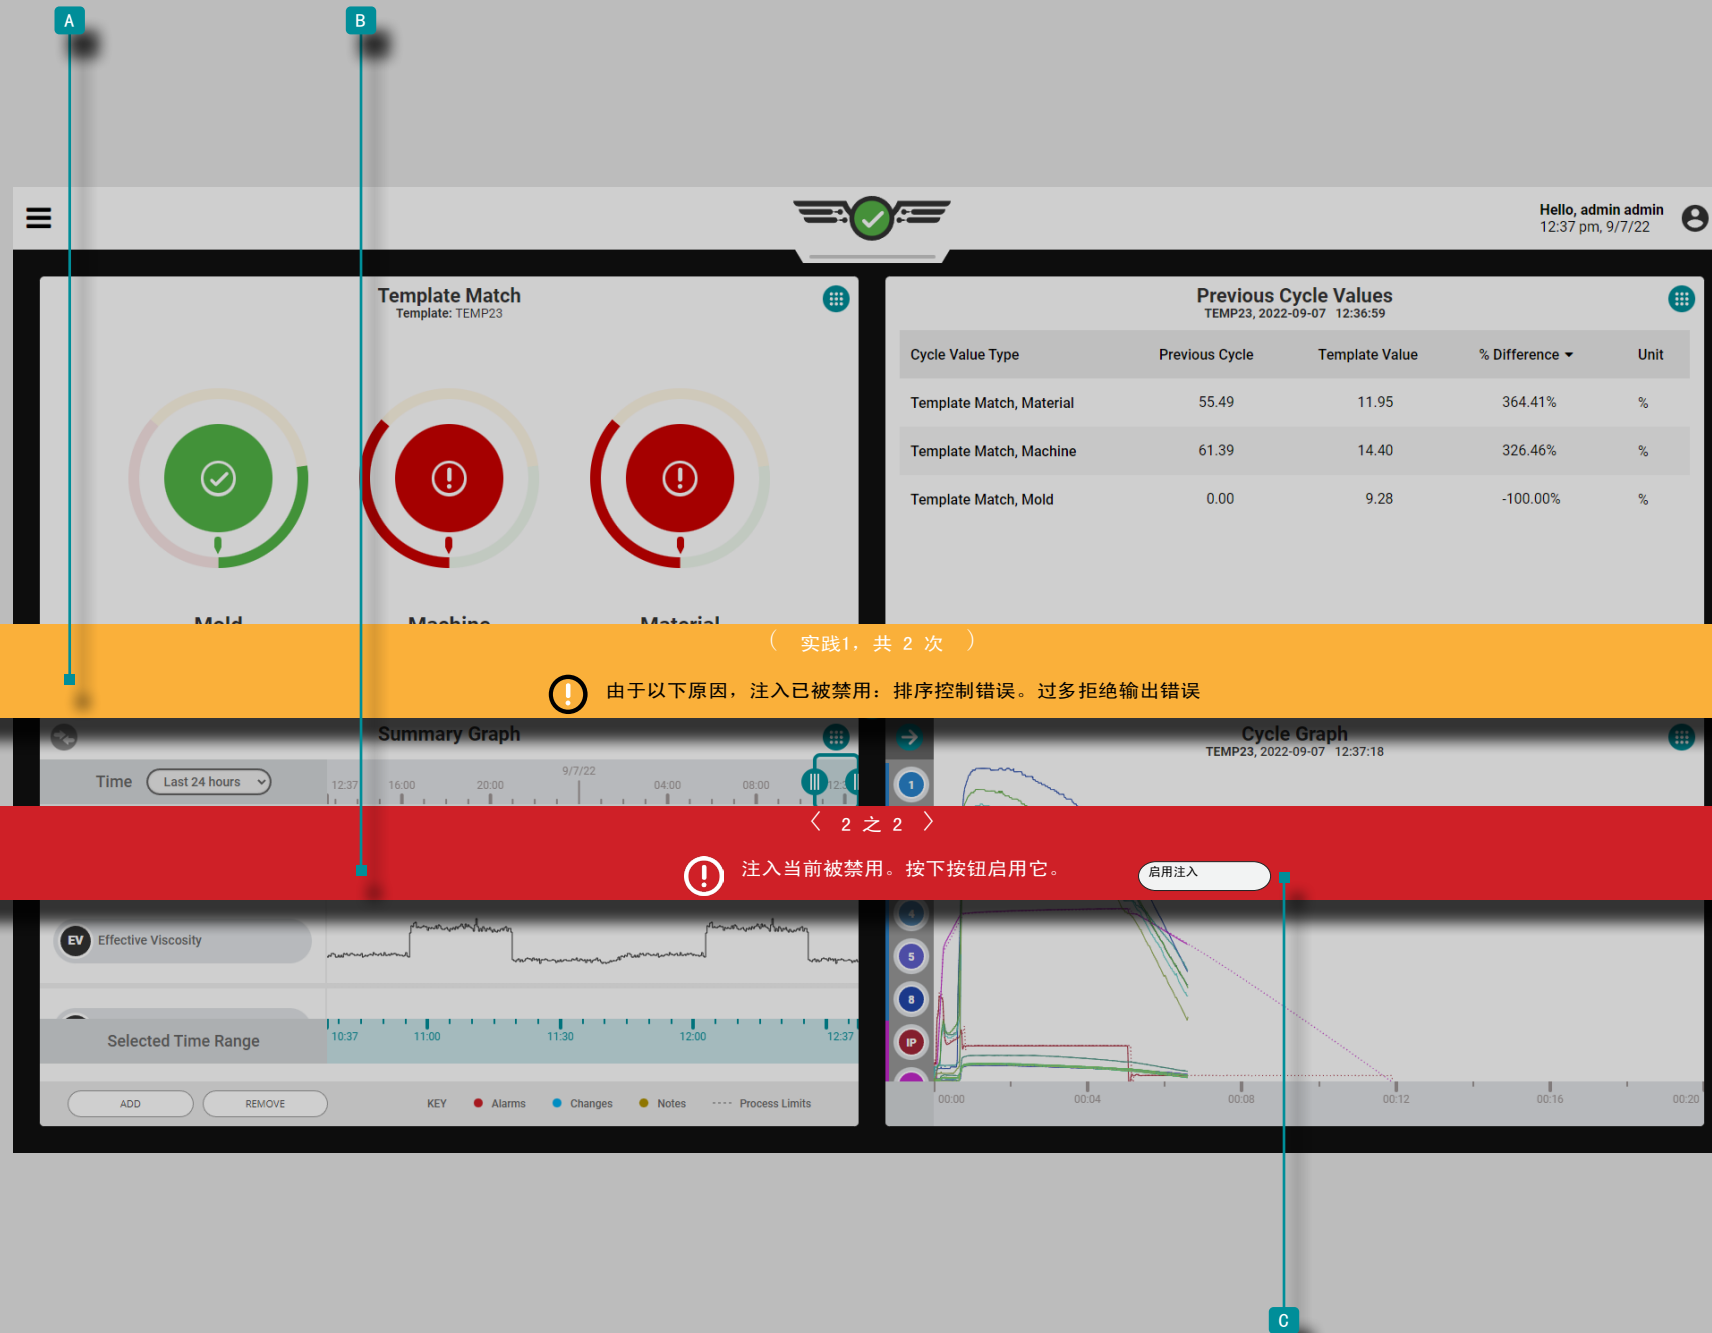 A
B
Hello, admin admin
12:37 pm, 9/7/22
Template Match
Template: TEMP23
Mold
Machine
Material
Previous Cycle Values
TEMP23, 2022-09-07 12:36:59
Cycle Value Type Previous Cycle Template Value % Difference Unit
Template Match, Material 55.49 11.95 364.41% %
Template Match, Machine 61.39 14.40 326.46% %
Template Match, Mold 0.00 9.28 -100.00% %
( 实践1, 共 2 次 )
由于以下原因, 注入已被禁用: 排序控制错误。过多拒绝输出错误
Summary Graph
Time Last 24 hours
9/7/22
12:37 16:00 20:00 04:00 08:00
〈 2 之 2 〉
注入当前被禁用。按下按钮启用它。
启用注入
EV Effective Viscosity
Selected Time Range
10:37 11:00 11:30 12:00 12:37
ADD REMOVE
KEY Alarms Changes Notes Process Limits
Cycle Graph
TEMP23, 2022-09-07 12:37:18
1
4
5
8
IP
00:00 00:04 00:08 00:12 00:16 00:20
C